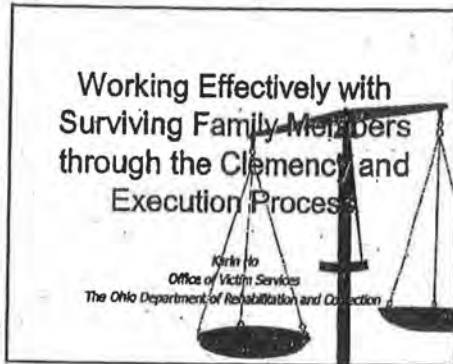 Working Effectively with
Surviving Family Members
through the Clemency and
Execution Process
Karin Ho
Office of Victim Services
The Ohio Department of Rehabilitation and Correction